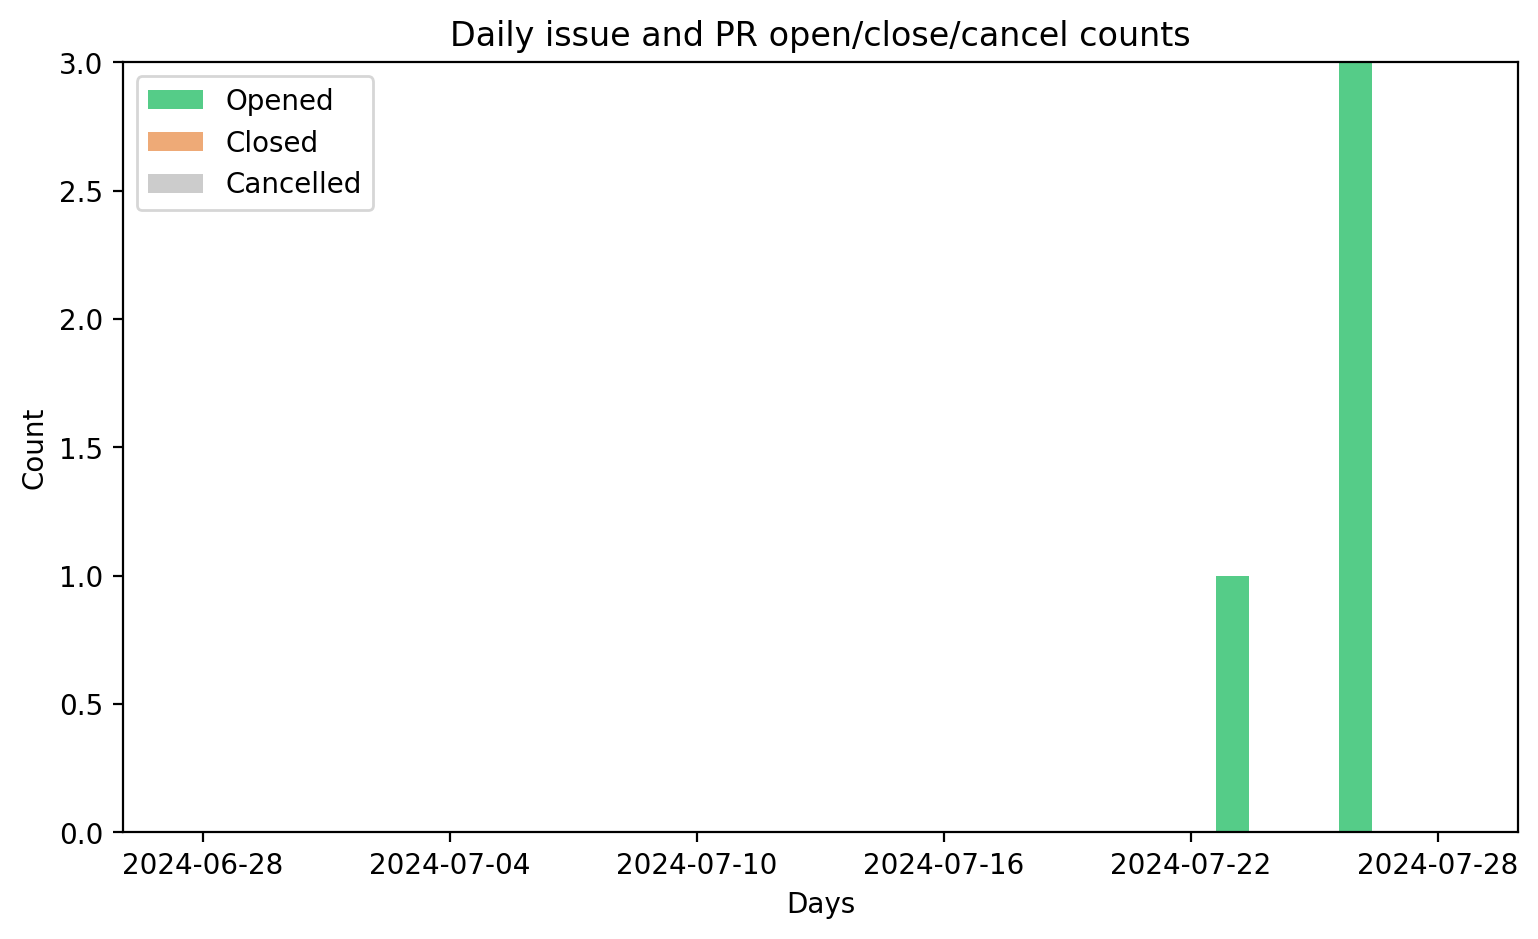 Daily issue and PR open/close/cancel counts
3.0
2.5
2.0
1.5
1.0
0.5
0.0
Count
Opened
Closed
Cancelled
2024-06-28 2024-07-04 2024-07-10 2024-07-16 2024-07-22 2024-07-28
Days